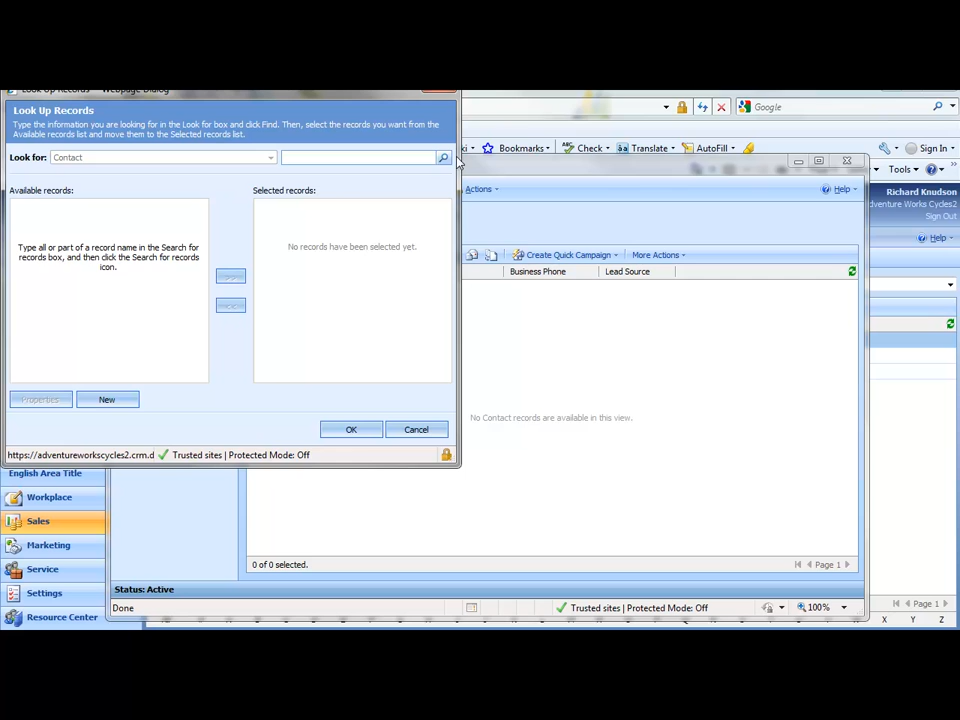 Look Up Records
Type the information you are looking for in the Look for box and click Find. Then, select the records you want from the
Available records list and move them to the Selected records list.
Look for:
Contact
Available records:
Selected records:
Type all or part of a record name in the Search for
records box, and then click the Search for records
icon.
No records have been selected yet.
>>
<<
Properties
New
OK
Cancel
https://adventureworkscycles2.crm.d
Trusted sites | Protected Mode: Off
Google
Bookmarks
Check
Translate
AutoFill
Sign In
Tools
Actions
Help
Richard Knudson
dventure Works Cycles2
Sign Out
Help
Create Quick Campaign
More Actions
Business Phone
Lead Source
No Contact records are available in this view.
English Area Title
Workplace
Sales
Marketing
Service
Settings
Resource Center
0 of 0 selected.
Page 1
Status: Active
Done
Trusted sites | Protected Mode: Off
100%
Page 1
X
Y
Z